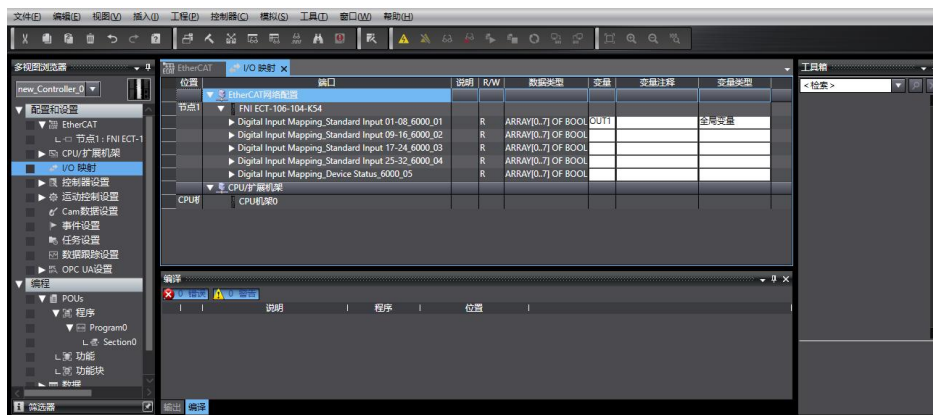 文件(F) 编辑(E) 视图(V) 插入(I) 工程(P) 控制器(C) 模拟(S) 工具(T) 窗口(W) 帮助(H)
多视图浏览器
new_Controller_0
配置和设置
EtherCAT
节点1 : FNI ECT-1
CPU/扩展机架
I/O 映射
控制器设置
运动控制设置
Cam数据设置
事件设置
任务设置
数据跟踪设置
OPC UA设置
编程
POUs
程序
Program0
Section0
功能
功能块
数据
筛选器
EtherCAT I/O 映射
位置 端口 说明 R/W 数据类型 变量 变量注释 变量类型
EtherCAT网络配置
节点1 FNI ECT-106-104-K54
Digital Input Mapping_Standard Input 01-08_6000_01 R ARRAY[0..7] OF BOOL OUT1 全局变量
Digital Input Mapping_Standard Input 09-16_6000_02 R ARRAY[0..7] OF BOOL
Digital Input Mapping_Standard Input 17-24_6000_03 R ARRAY[0..7] OF BOOL
Digital Input Mapping_Standard Input 25-32_6000_04 R ARRAY[0..7] OF BOOL
Digital Input Mapping_Device Status_6000_05 R ARRAY[0..7] OF BOOL
CPU/扩展机架
CPU机架0
编译
0 错误 0 警告
说明 程序 位置
输出 编译
工具箱
<检索>